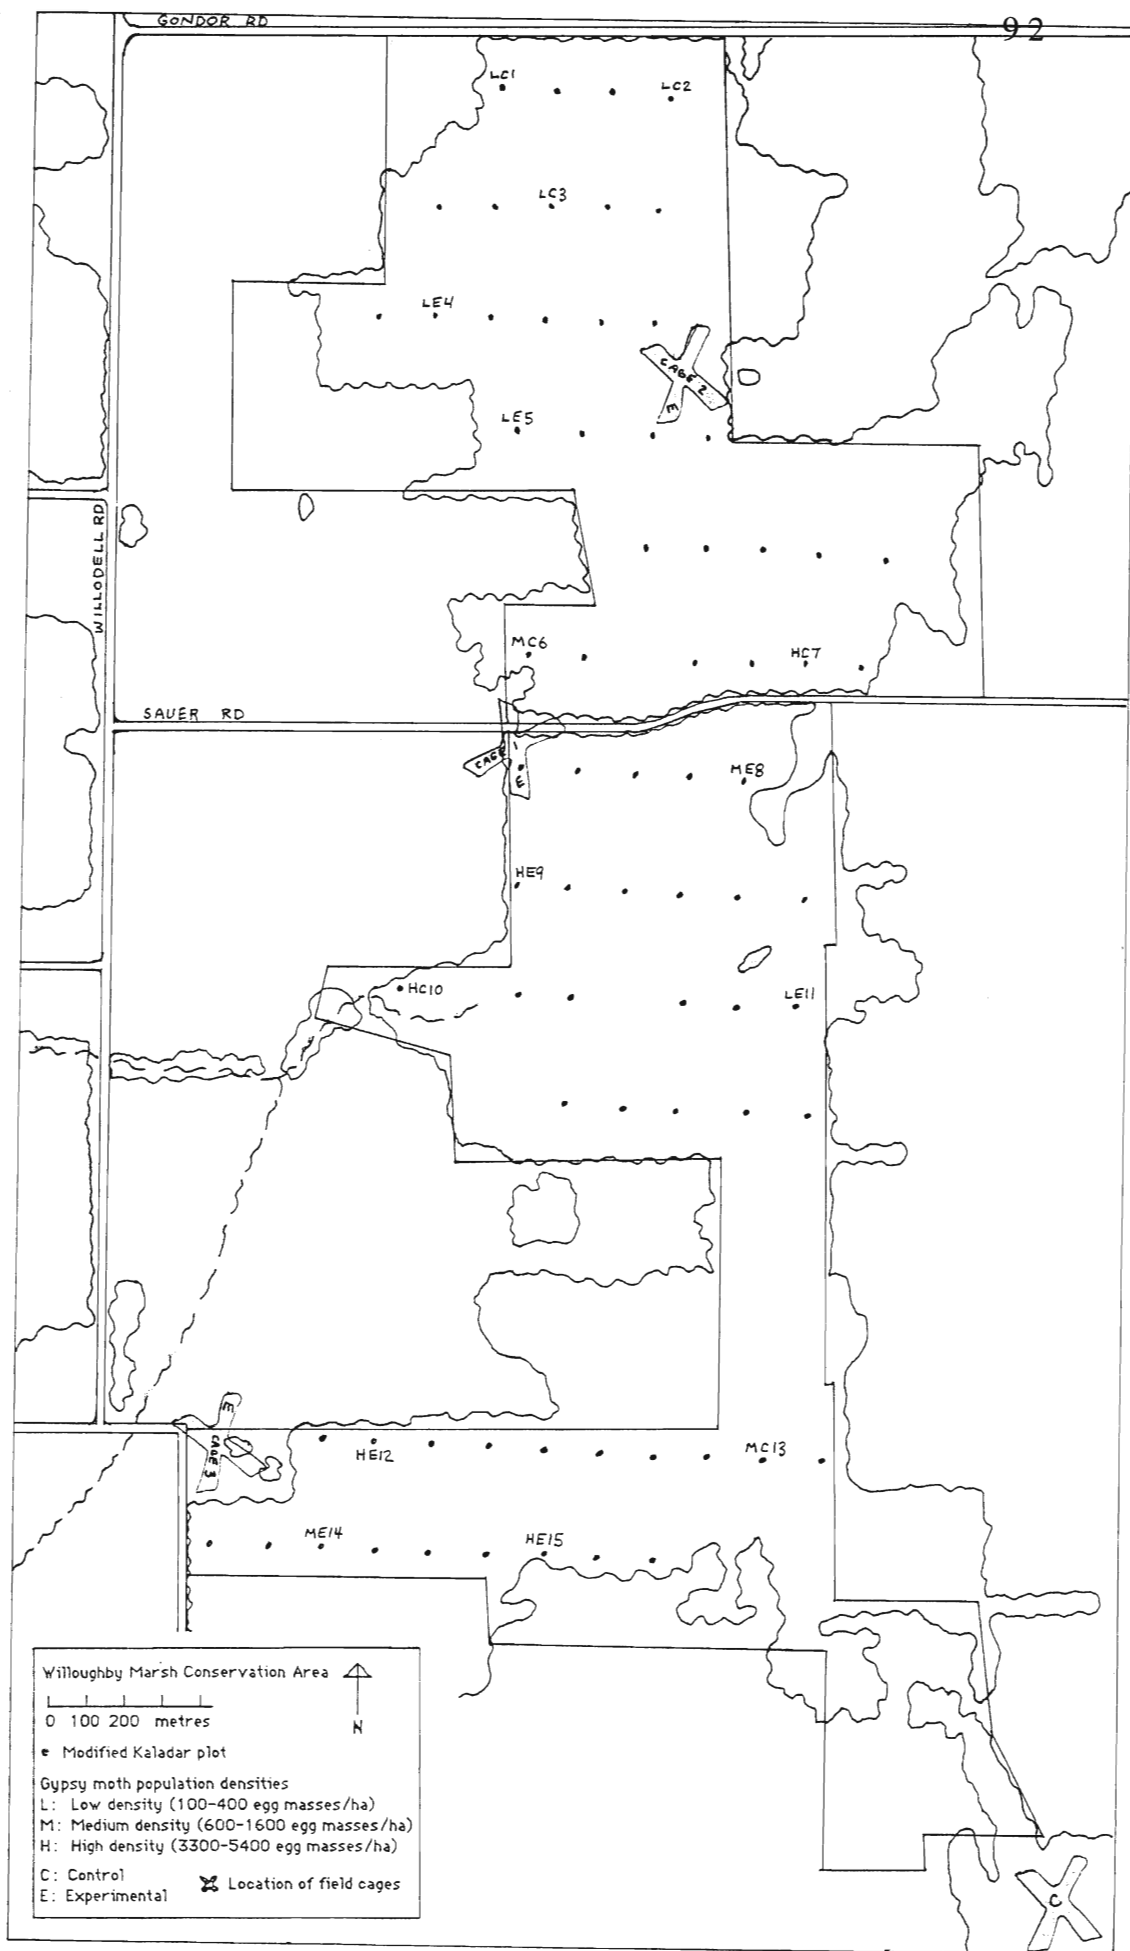 92
GONDOR RD
LC1
LC2
LC3
LE4
CAGE 2
E
LE5
WILLODELL RD
MC6
HC7
SAUER RD
CAGE 1
E
ME8
HE9
HC10
LE11
E
CAGE 3
HE12
MC13
ME14
HE15
Willoughby Marsh Conservation Area
0 100 200 metres
N
Modified Kaladar plot
Gypsy moth population densities
L: Low density (100-400 egg masses/ha)
M: Medium density (600-1600 egg masses/ha)
H: High density (3300-5400 egg masses/ha)
C: Control
E: Experimental
Location of field cages
C